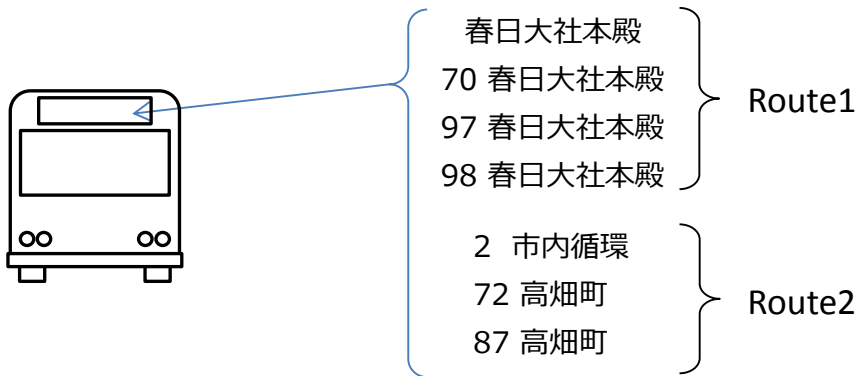 春日大社本殿
70 春日大社本殿
97 春日大社本殿
98 春日大社本殿
Route1
2 市内循環
72 高畑町
87 高畑町
Route2